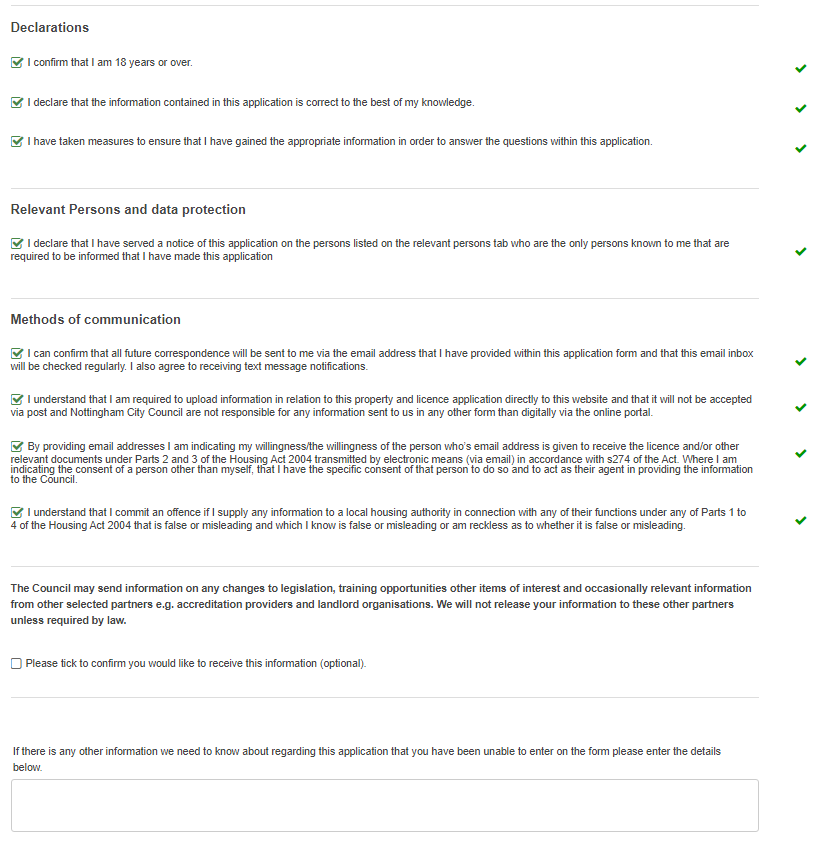 Declarations
I confirm that I am 18 years or over.
I declare that the information contained in this application is correct to the best of my knowledge.
I have taken measures to ensure that I have gained the appropriate information in order to answer the questions within this application.
Relevant Persons and data protection
I declare that I have served a notice of this application on the persons listed on the relevant persons tab who are the only persons known to me that are
required to be informed that I have made this application
Methods of communication
I can confirm that all future correspondence will be sent to me via the email address that I have provided within this application form and that this email inbox
will be checked regularly. I also agree to receiving text message notifications.
I understand that I am required to upload information in relation to this property and licence application directly to this website and that it will not be accepted
via post and Nottingham City Council are not responsible for any information sent to us in any other form than digitally via the online portal.
By providing email addresses I am indicating my willingness/the willingness of the person who's email address is given to receive the licence and/or other
relevant documents under Parts 2 and 3 of the Housing Act 2004 transmitted by electronic means (via email) in accordance with s274 of the Act. Where I am
indicating the consent of a person other than myself, that I have the specific consent of that person to do so and to act as their agent in providing the information
to the Council.
I understand that I commit an offence if I supply any information to a local housing authority in connection with any of their functions under any of Parts 1 to
4 of the Housing Act 2004 that is false or misleading and which I know is false or misleading or am reckless as to whether it is false or misleading.
The Council may send information on any changes to legislation, training opportunities other items of interest and occasionally relevant information
from other selected partners e.g. accreditation providers and landlord organisations. We will not release your information to these other partners
unless required by law.
Please tick to confirm you would like to receive this information (optional).
If there is any other information we need to know about regarding this application that you have been unable to enter on the form please enter the details
below.